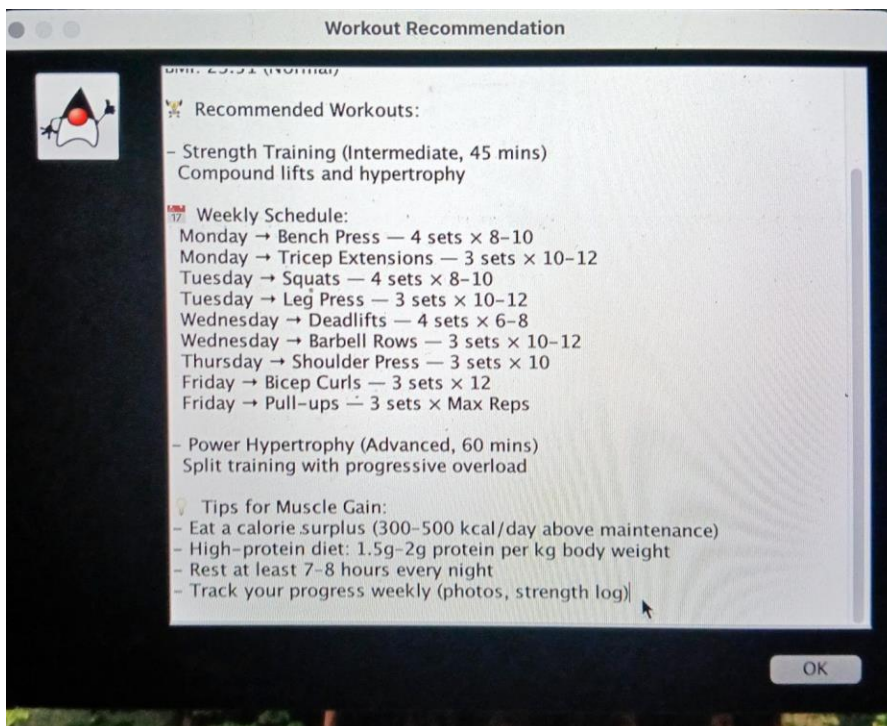 Workout Recommendation
🏋 Recommended Workouts:
– Strength Training (Intermediate, 45 mins)
Compound lifts and hypertrophy
17 Weekly Schedule:
Monday → Bench Press — 4 sets × 8–10
Monday → Tricep Extensions — 3 sets × 10–12
Tuesday → Squats — 4 sets × 8–10
Tuesday → Leg Press — 3 sets × 10–12
Wednesday → Deadlifts — 4 sets × 6–8
Wednesday → Barbell Rows — 3 sets × 10–12
Thursday → Shoulder Press — 3 sets × 10
Friday → Bicep Curls — 3 sets × 12
Friday → Pull-ups — 3 sets × Max Reps
– Power Hypertrophy (Advanced, 60 mins)
Split training with progressive overload
💡 Tips for Muscle Gain:
– Eat a calorie surplus (300–500 kcal/day above maintenance)
– High-protein diet: 1.5g–2g protein per kg body weight
– Rest at least 7–8 hours every night
– Track your progress weekly (photos, strength log)
OK